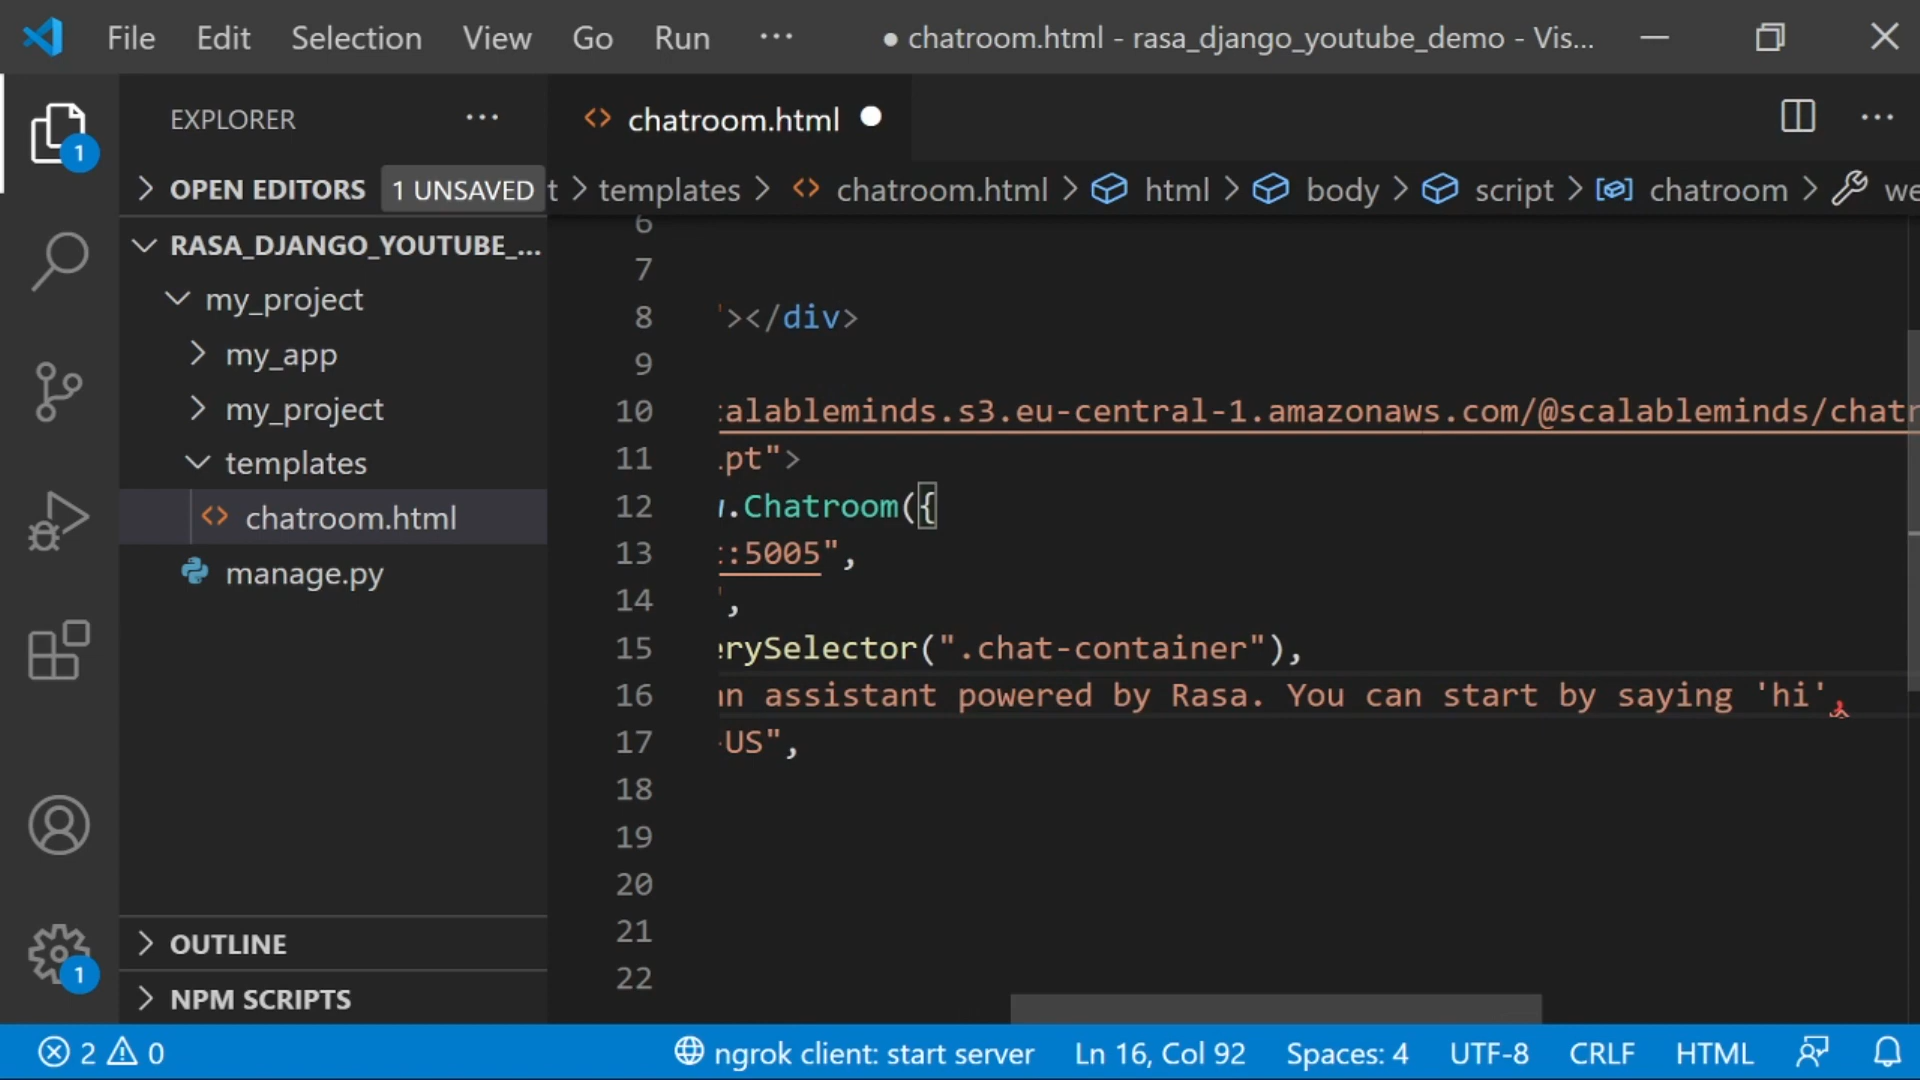 File Edit Selection View Go Run ··· ● chatroom.html - rasa_django_youtube_demo - Vis...
EXPLORER ···
chatroom.html ●
OPEN EDITORS 1 UNSAVED
t > templates > chatroom.html > html > body > script > chatroom > we
RASA_DJANGO_YOUTUBE_...
my_project
my_app
my_project
templates
chatroom.html
manage.py
OUTLINE
NPM SCRIPTS
6
7
8 '></div>
9
10 alableminds.s3.eu-central-1.amazonaws.com/@scalableminds/chatr
11 .pt">
12 .Chatroom({
13 :5005",
14 ",
15 erySelector(".chat-container"),
16 an assistant powered by Rasa. You can start by saying 'hi'.
17 -US",
18
19
20
21
22
1
1
2 0 ngrok client: start server Ln 16, Col 92 Spaces: 4 UTF-8 CRLF HTML